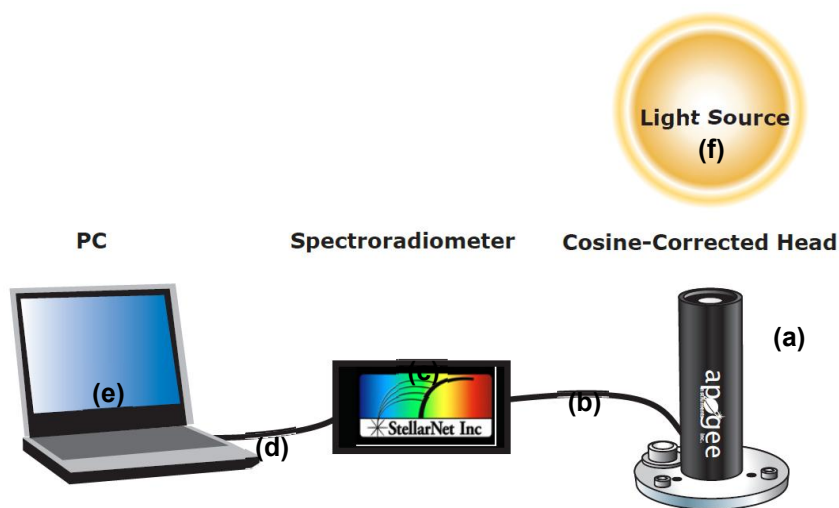 Light Source
(f)
PC
Spectroradiometer
Cosine-Corrected Head
(a)
(c)
(e)
(b)
StellarNet Inc
(d)
apogee